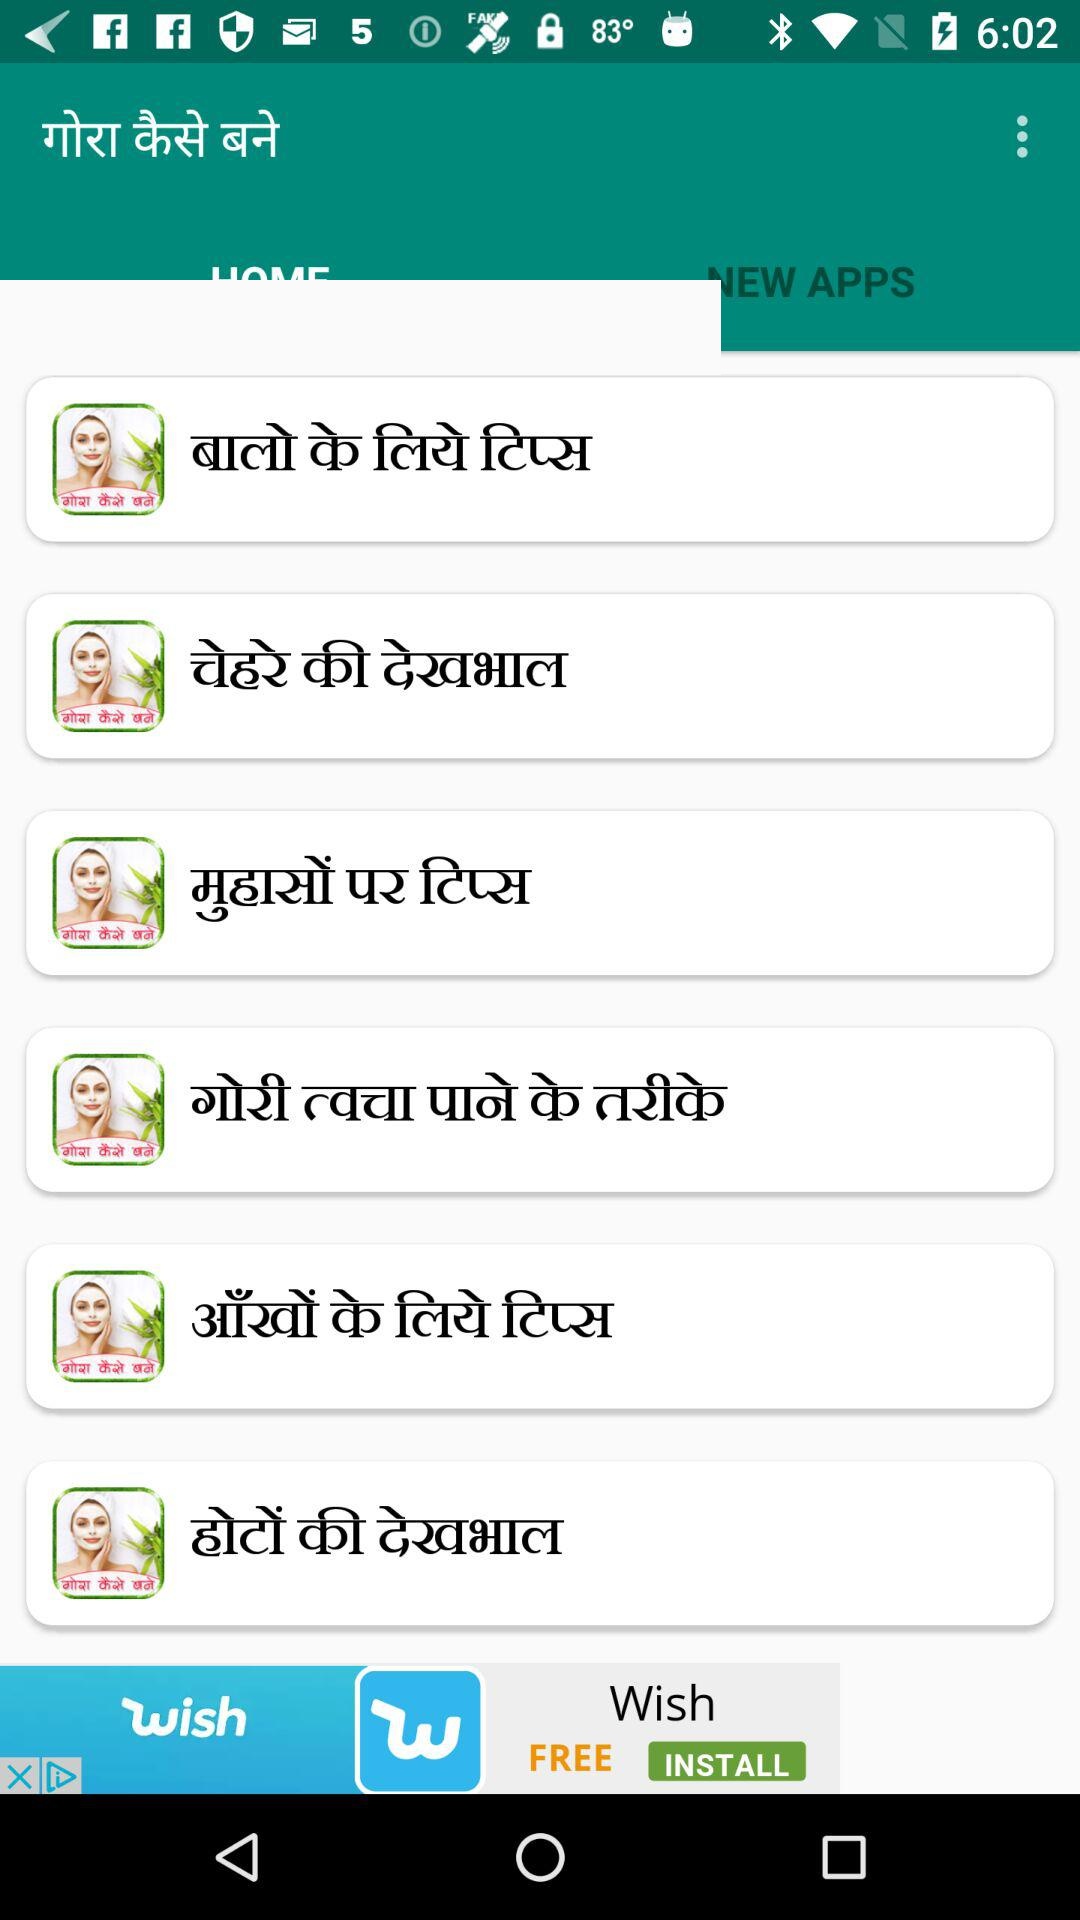 5 FAKE 83° 6:02
गोरा कैसे बने
HOME NEW APPS
बालो के लिये टिप्स
गोरा कैसे बने
चेहरे की देखभाल
गोरा कैसे बने
मुहासों पर टिप्स
गोरा कैसे बने
गोरी त्वचा पाने के तरीके
गोरा कैसे बने
आँखों के लिये टिप्स
गोरा कैसे बने
होटों की देखभाल
गोरा कैसे बने
wish
Wish
FREE INSTALL